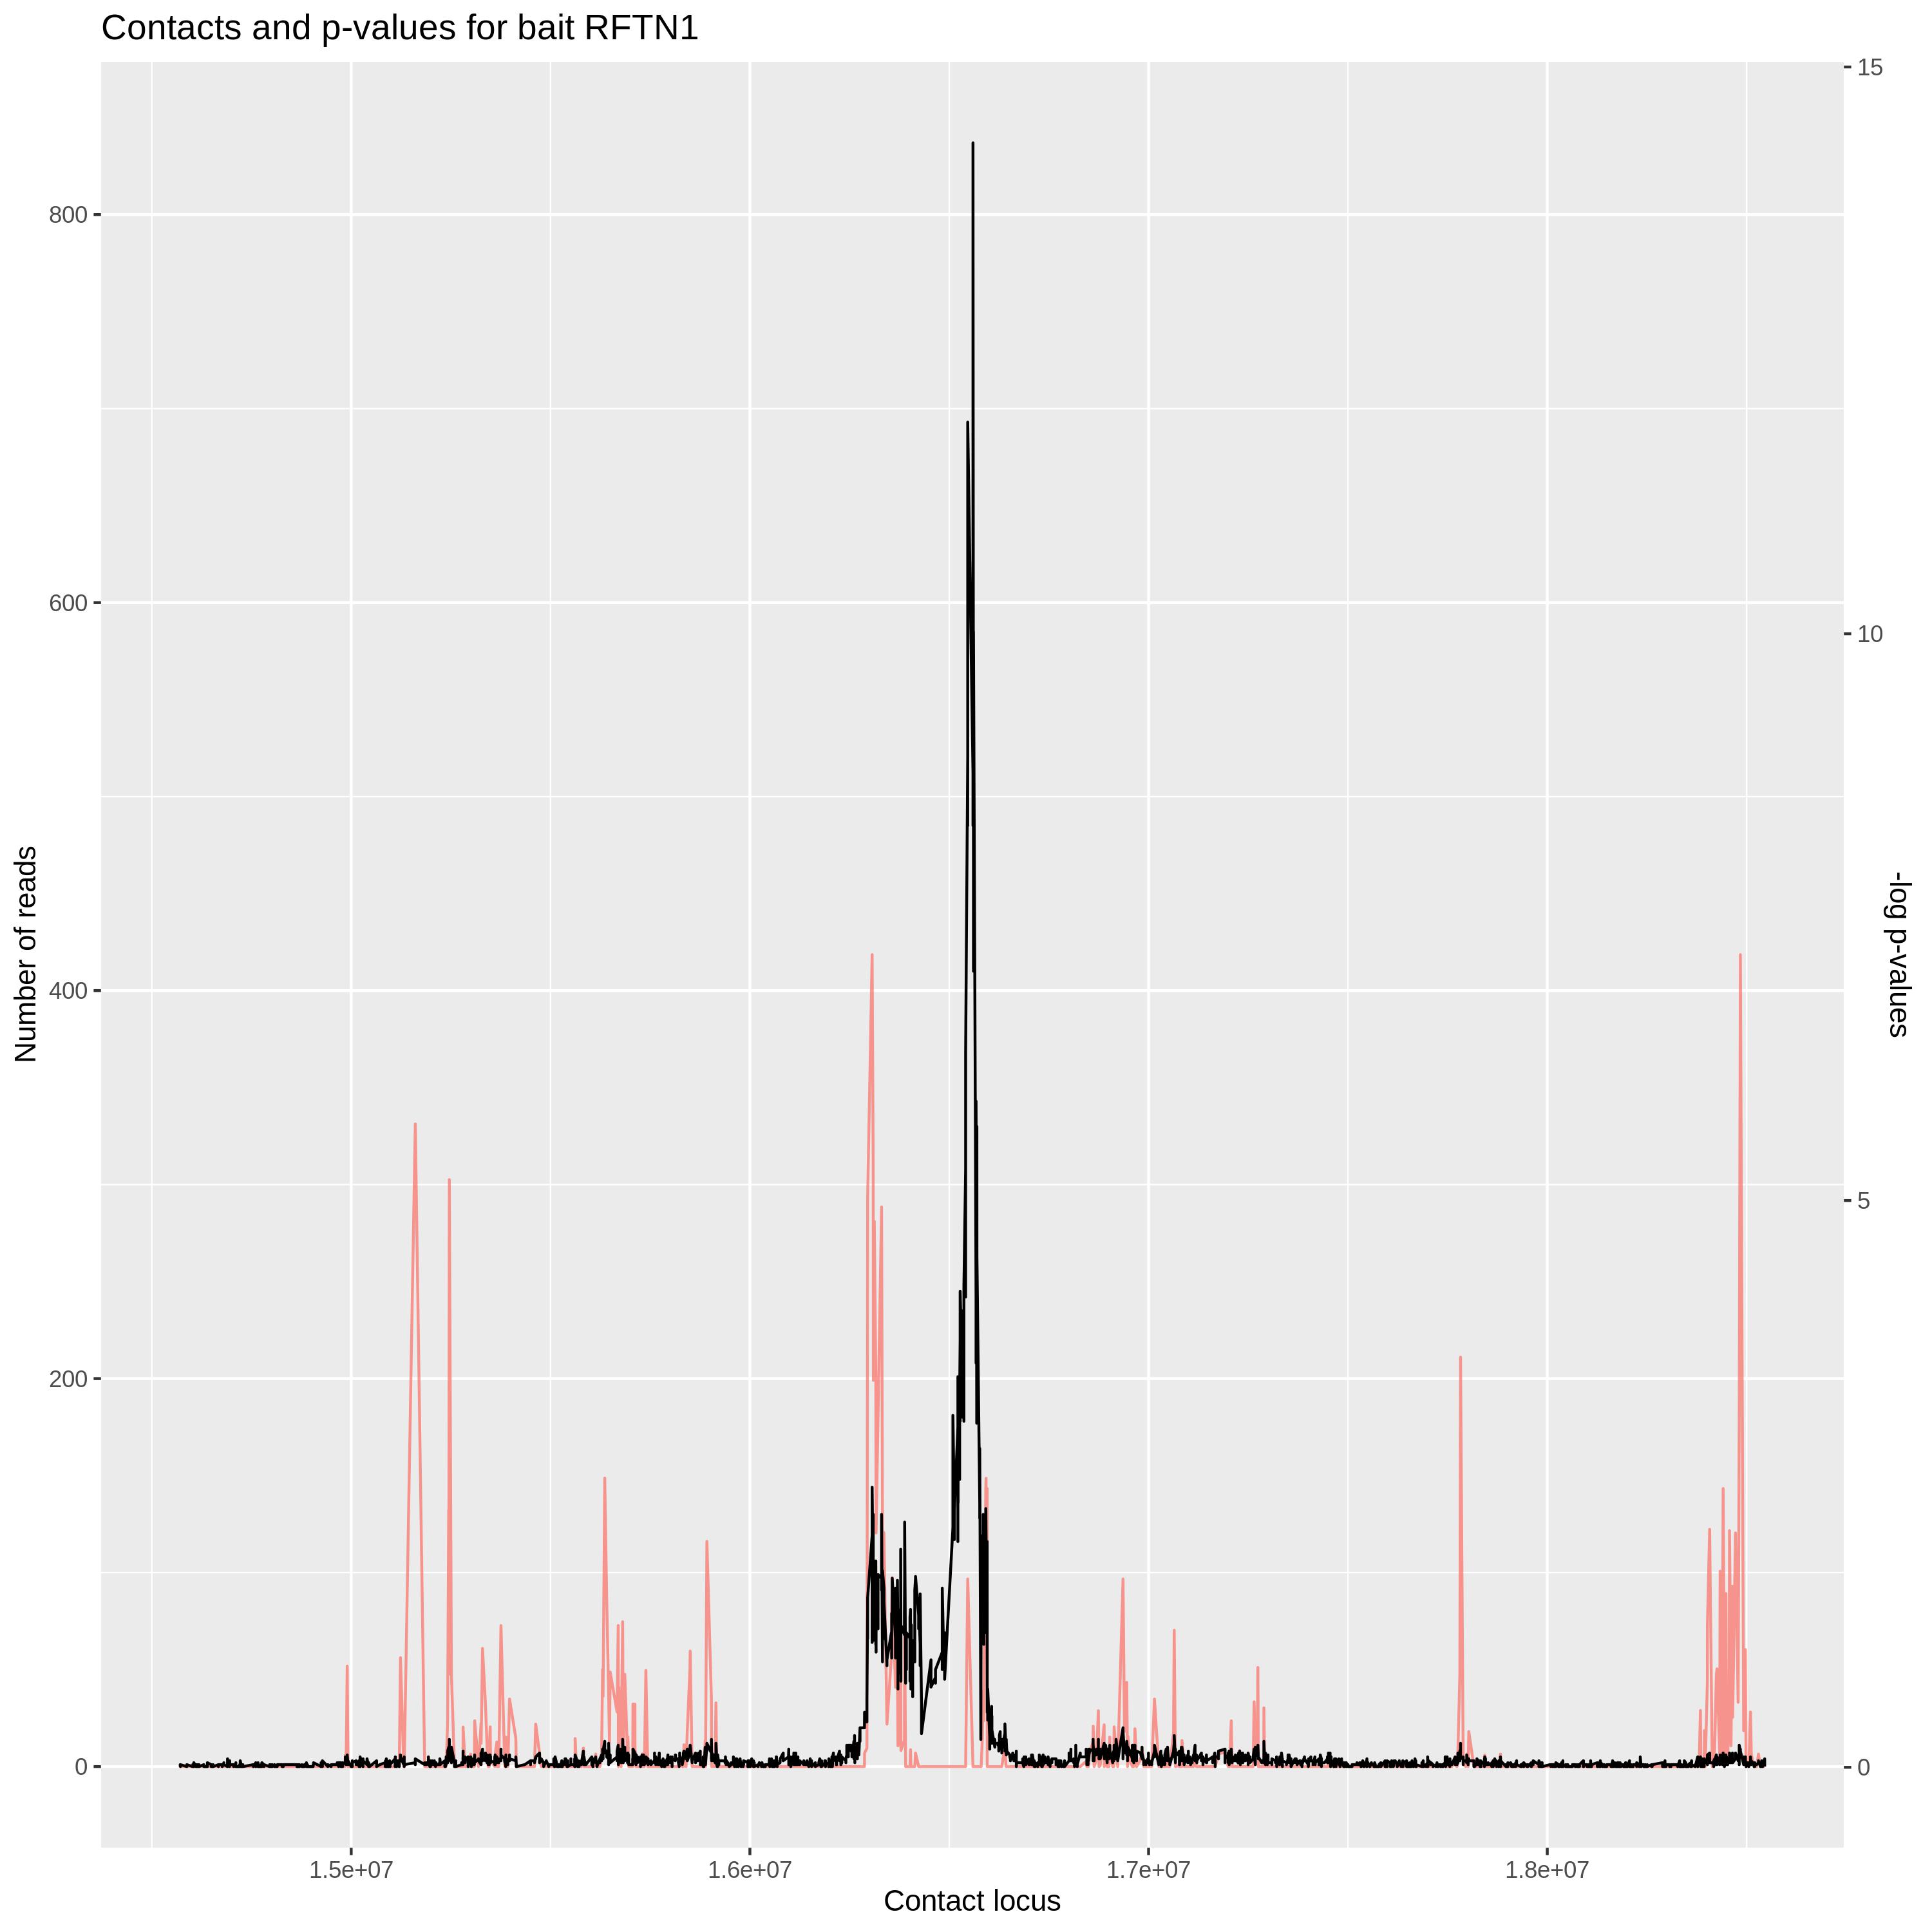 Contacts and p-values for bait RFTN1
15
800
10
600
Number of reads
-log p-values
400
5
200
0
0
1.5e+07
1.6e+07
1.7e+07
1.8e+07
Contact locus